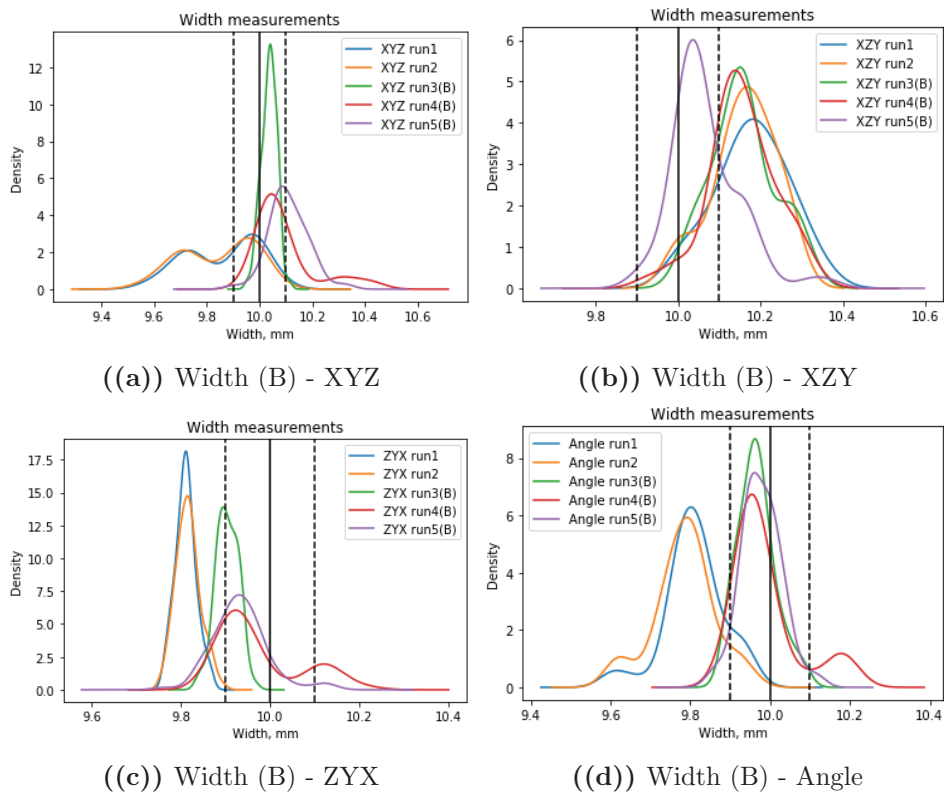 Width measurements
12
10
8
6
4
2
0
Density
9.4 9.6 9.8 10.0 10.2 10.4 10.6
Width, mm
XYZ run1
XYZ run2
XYZ run3(B)
XYZ run4(B)
XYZ run5(B)
((a)) Width (B) - XYZ
Width measurements
6
5
4
3
2
1
0
Density
9.8 10.0 10.2 10.4 10.6
Width, mm
XZY run1
XZY run2
XZY run3(B)
XZY run4(B)
XZY run5(B)
((b)) Width (B) - XZY
Width measurements
17.5
15.0
12.5
10.0
7.5
5.0
2.5
0.0
Density
9.6 9.8 10.0 10.2 10.4
Width, mm
ZYX run1
ZYX run2
ZYX run3(B)
ZYX run4(B)
ZYX run5(B)
((c)) Width (B) - ZYX
Width measurements
8
6
4
2
0
Density
9.4 9.6 9.8 10.0 10.2 10.4
Width, mm
Angle run1
Angle run2
Angle run3(B)
Angle run4(B)
Angle run5(B)
((d)) Width (B) - Angle